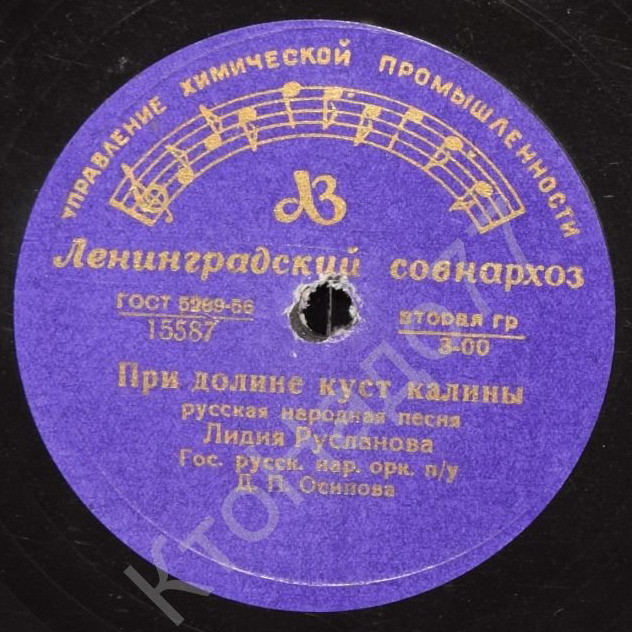 УПРАВЛЕНИЕ ХИМИЧЕСКОЙ ПРОМЫШЛЕННОСТИ
ЛЗ
Ленинградский совнархоз
ГОСТ 5289-56
15587
вторая гр
3-00
При долине куст калины
русская народная песня
Лидия Русланова
Гос. русск. нар. орк. п/у
Д. П. Осипова